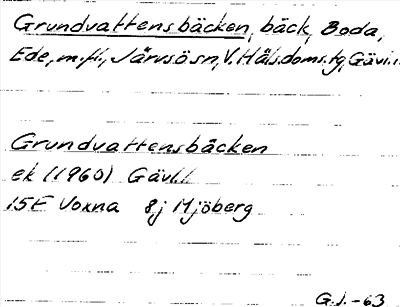 Grundvattensbäcken, bäck, Boda,
Ede, m.fl., Järvsö sn, V. Häls.doms.tg, Gävl.l.
Grundvattensbäcken
ek (1960) Gävl.l.
15F Voxna 8j Mjöberg
G.J.-63